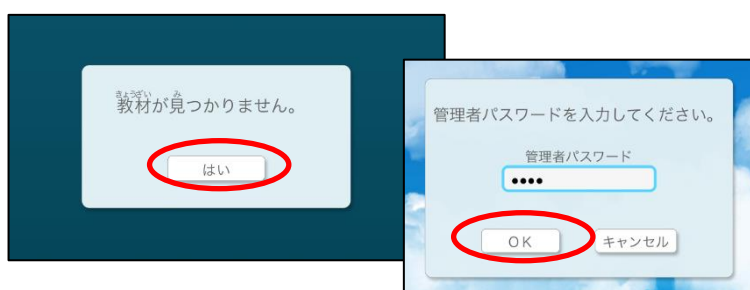 きょうざい み
教材が見つかりません。
はい
管理者パスワードを入力してください。
管理者パスワード
••••
OK
キャンセル